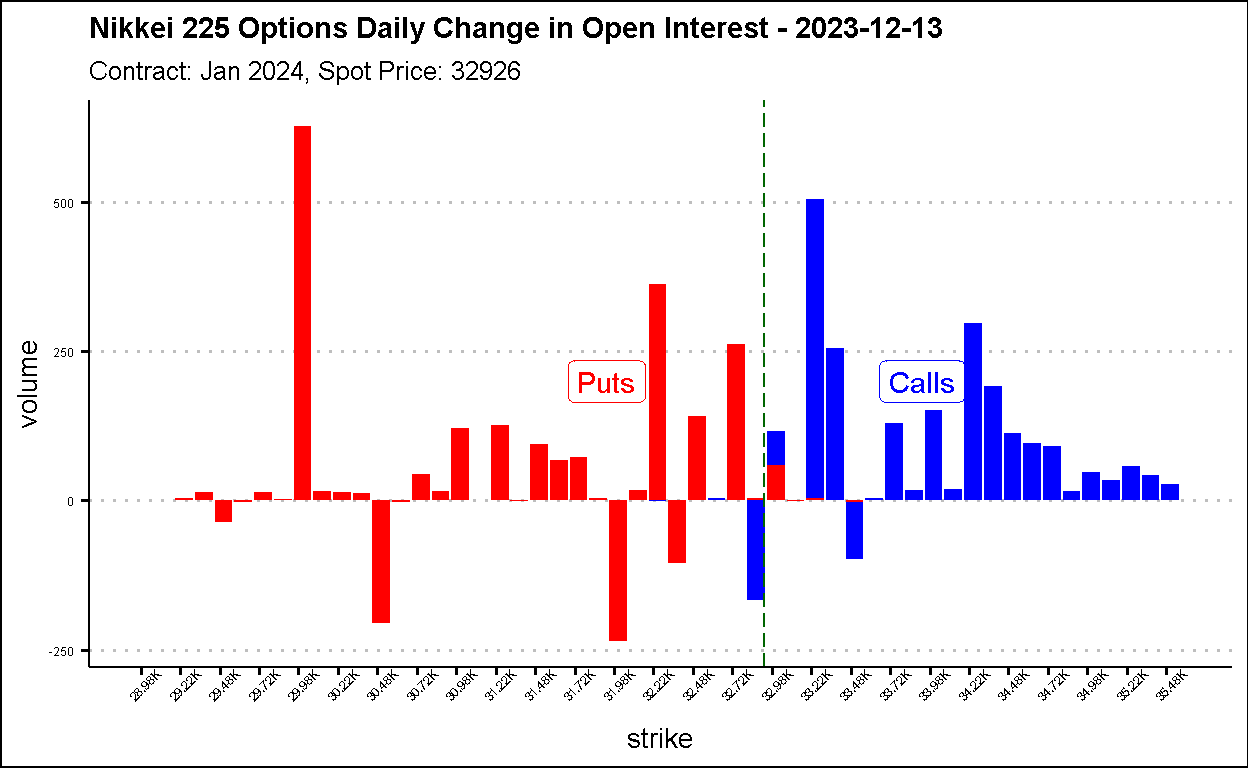 Nikkei 225 Options Daily Change in Open Interest - 2023-12-13
Contract: Jan 2024, Spot Price: 32926
volume
500
250
0
-250
Puts
Calls
28.98K
29.22K
29.48K
29.72K
29.98K
30.22K
30.48K
30.72K
30.98K
31.22K
31.48K
31.72K
31.98K
32.22K
32.48K
32.72K
32.98K
33.22K
33.48K
33.72K
33.98K
34.22K
34.48K
34.72K
34.98K
35.22K
35.48K
strike